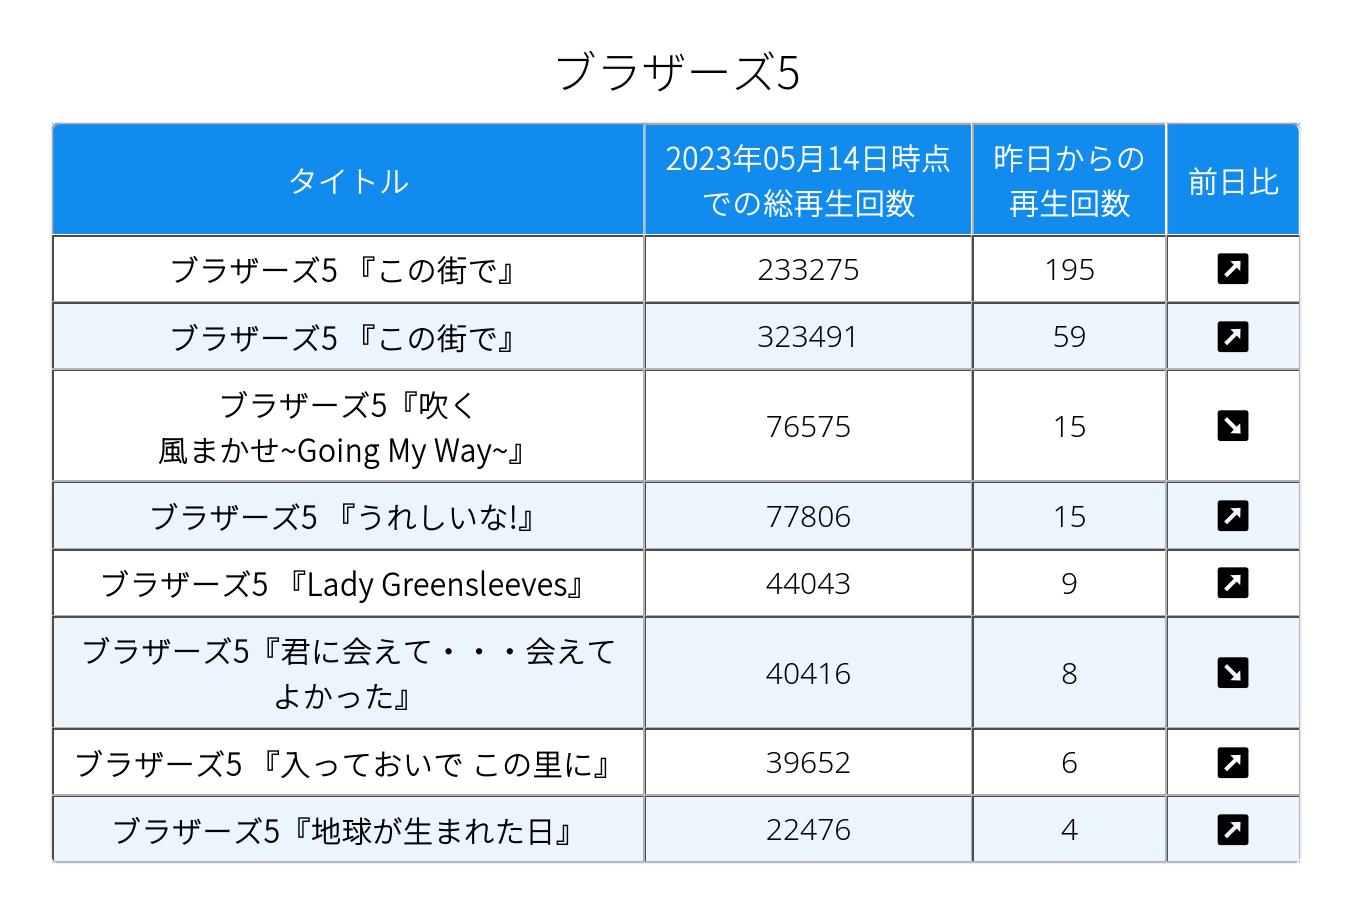 ブラザーズ5
タイトル
2023年05月14日時点
での総再生回数
昨日からの
再生回数
前日比
ブラザーズ5 『この街で』 233275 195 ↗
ブラザーズ5 『この街で』 323491 59 ↗
ブラザーズ5『吹く
風まかせ~Going My Way~』 76575 15 ↘
ブラザーズ5 『うれしいな!』 77806 15 ↗
ブラザーズ5 『Lady Greensleeves』 44043 9 ↗
ブラザーズ5『君に会えて・・・会えて
よかった』 40416 8 ↘
ブラザーズ5 『入っておいで この里に』 39652 6 ↗
ブラザーズ5『地球が生まれた日』 22476 4 ↗